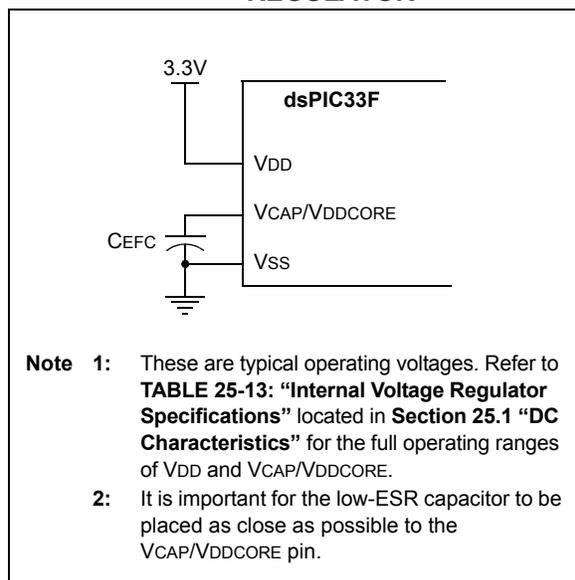 3.3V
dsPIC33F
VDD
VCAP/VDDCORE
CEFC
VSS
Note 1: These are typical operating voltages. Refer to
TABLE 25-13: “Internal Voltage Regulator
Specifications” located in Section 25.1 “DC
Characteristics” for the full operating ranges
of VDD and VCAP/VDDCORE.
2: It is important for the low-ESR capacitor to be
placed as close as possible to the
VCAP/VDDCORE pin.